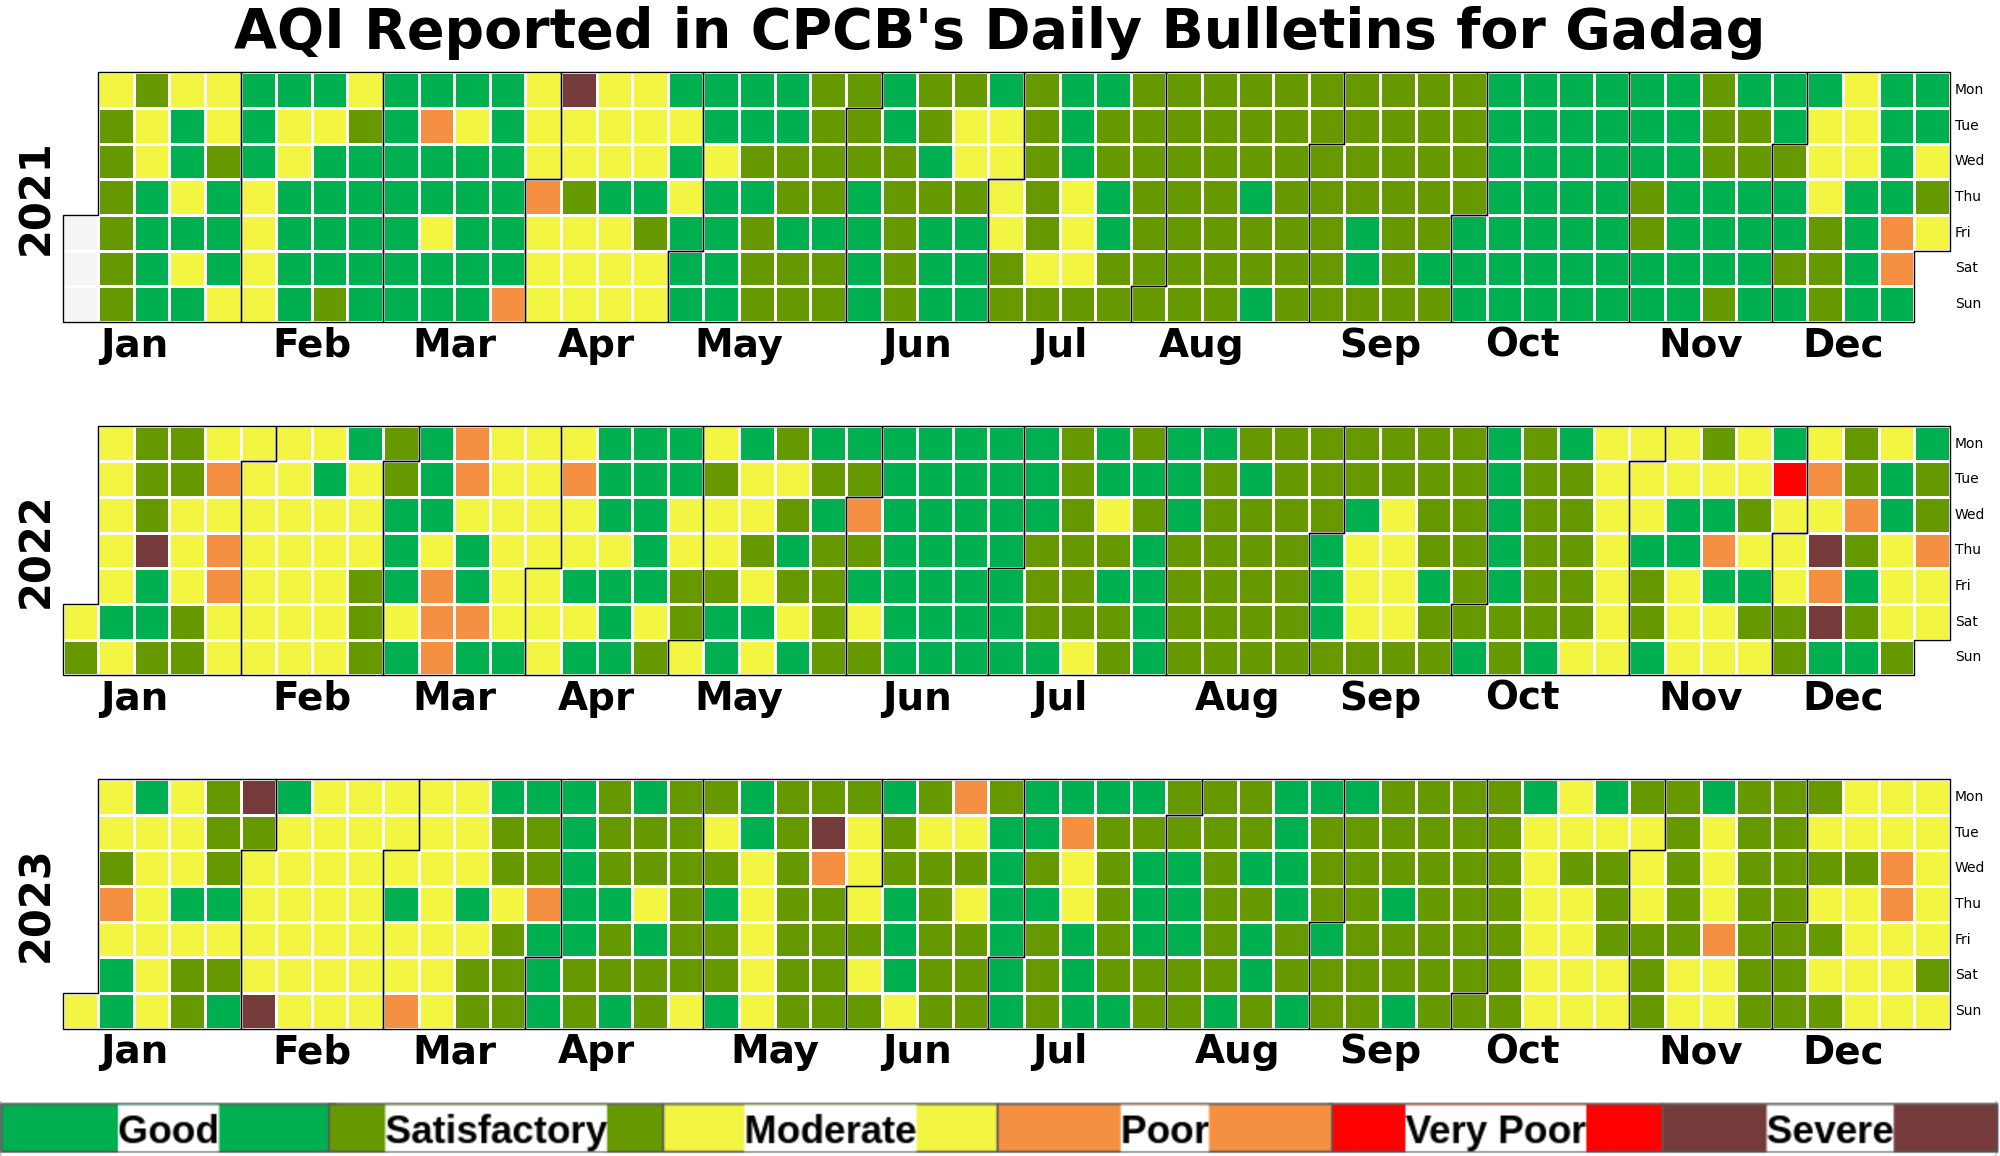 AQI Reported in CPCB's Daily Bulletins for Gadag
2021
Mon
Tue
Wed
Thu
Fri
Sat
Sun
Jan Feb Mar Apr May Jun Jul Aug Sep Oct Nov Dec
2022
Mon
Tue
Wed
Thu
Fri
Sat
Sun
Jan Feb Mar Apr May Jun Jul Aug Sep Oct Nov Dec
2023
Mon
Tue
Wed
Thu
Fri
Sat
Sun
Jan Feb Mar Apr May Jun Jul Aug Sep Oct Nov Dec
Good Satisfactory Moderate Poor Very Poor Severe